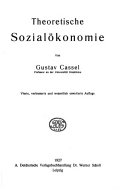 Theoretische
Sozialökonomie
Von
Gustav Cassel
Professor an der Universität Stockholm
Vierte, verbesserte und wesentlich erweiterte Auflage
1927
A. Deichertsche Verlagsbuchhandlung Dr. Werner Scholl
Leipzig